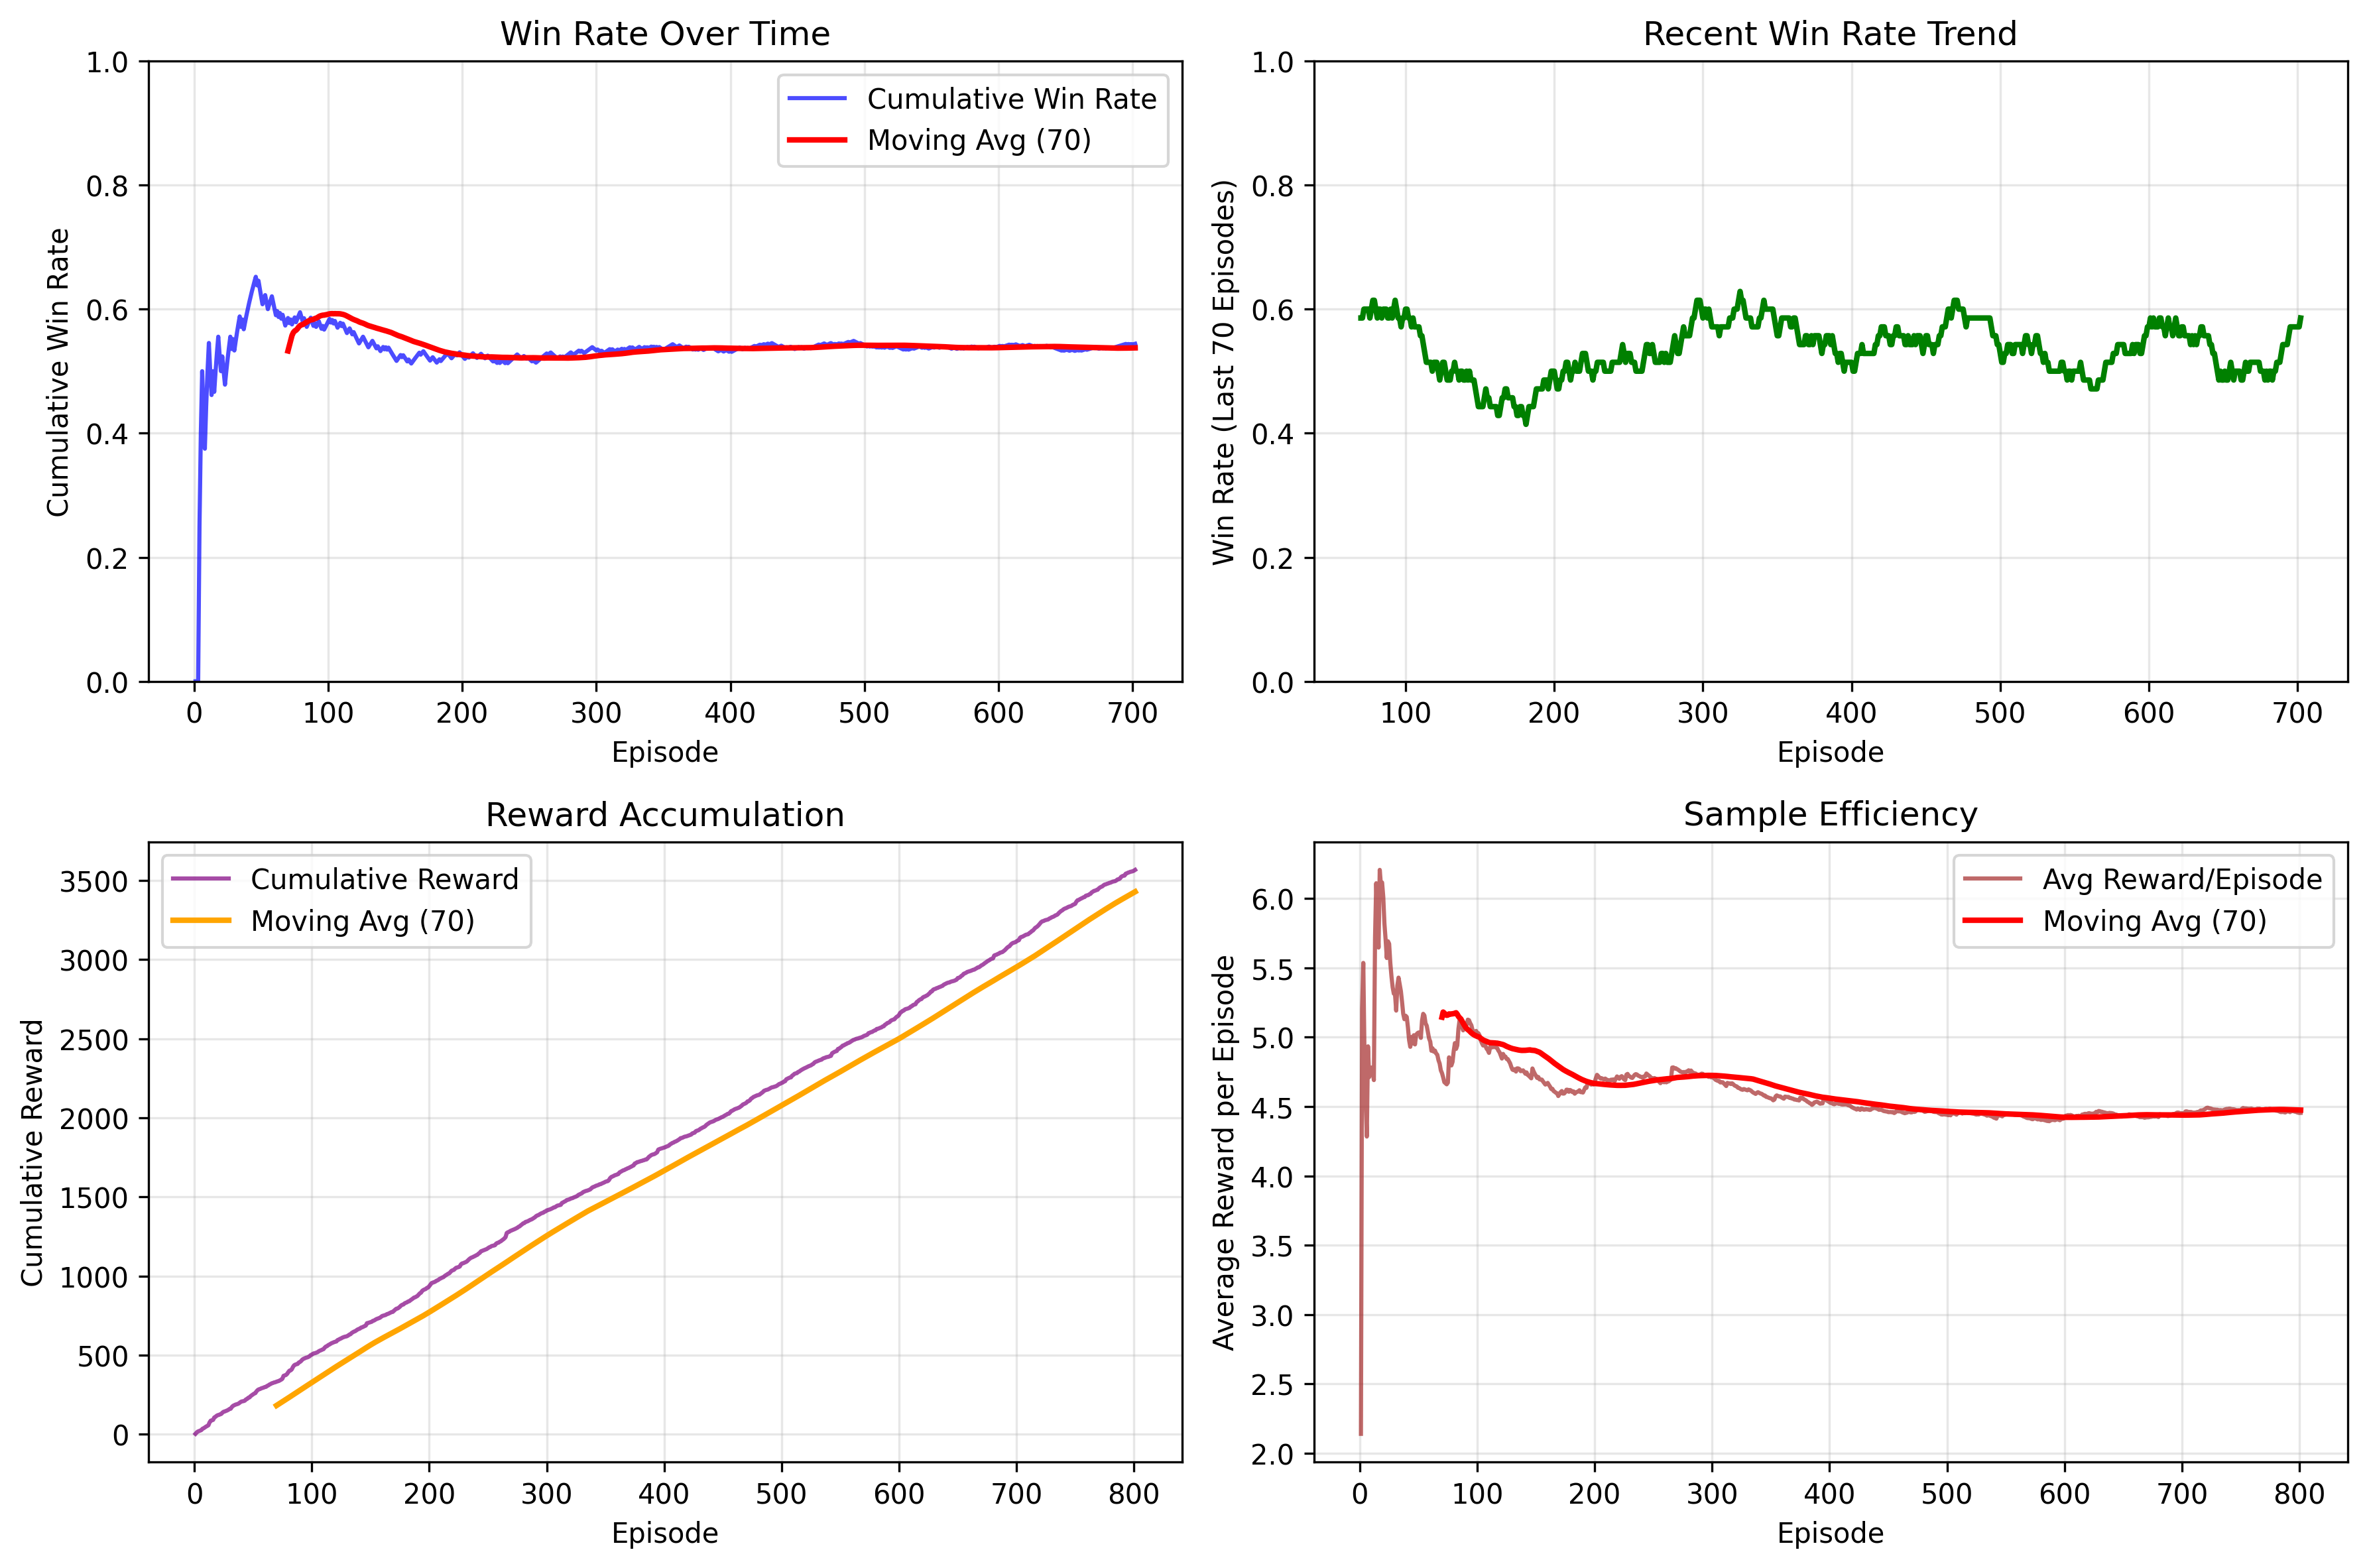 Win Rate Over Time
1.0
0.8
0.6
0.4
0.2
0.0
Cumulative Win Rate
Cumulative Win Rate
Moving Avg (70)
0 100 200 300 400 500 600 700
Episode
Recent Win Rate Trend
1.0
0.8
0.6
0.4
0.2
0.0
Win Rate (Last 70 Episodes)
100 200 300 400 500 600 700
Episode
Reward Accumulation
3500
3000
2500
2000
1500
1000
500
0
Cumulative Reward
Cumulative Reward
Moving Avg (70)
0 100 200 300 400 500 600 700 800
Episode
Sample Efficiency
6.0
5.5
5.0
4.5
4.0
3.5
3.0
2.5
2.0
Average Reward per Episode
Avg Reward/Episode
Moving Avg (70)
0 100 200 300 400 500 600 700 800
Episode